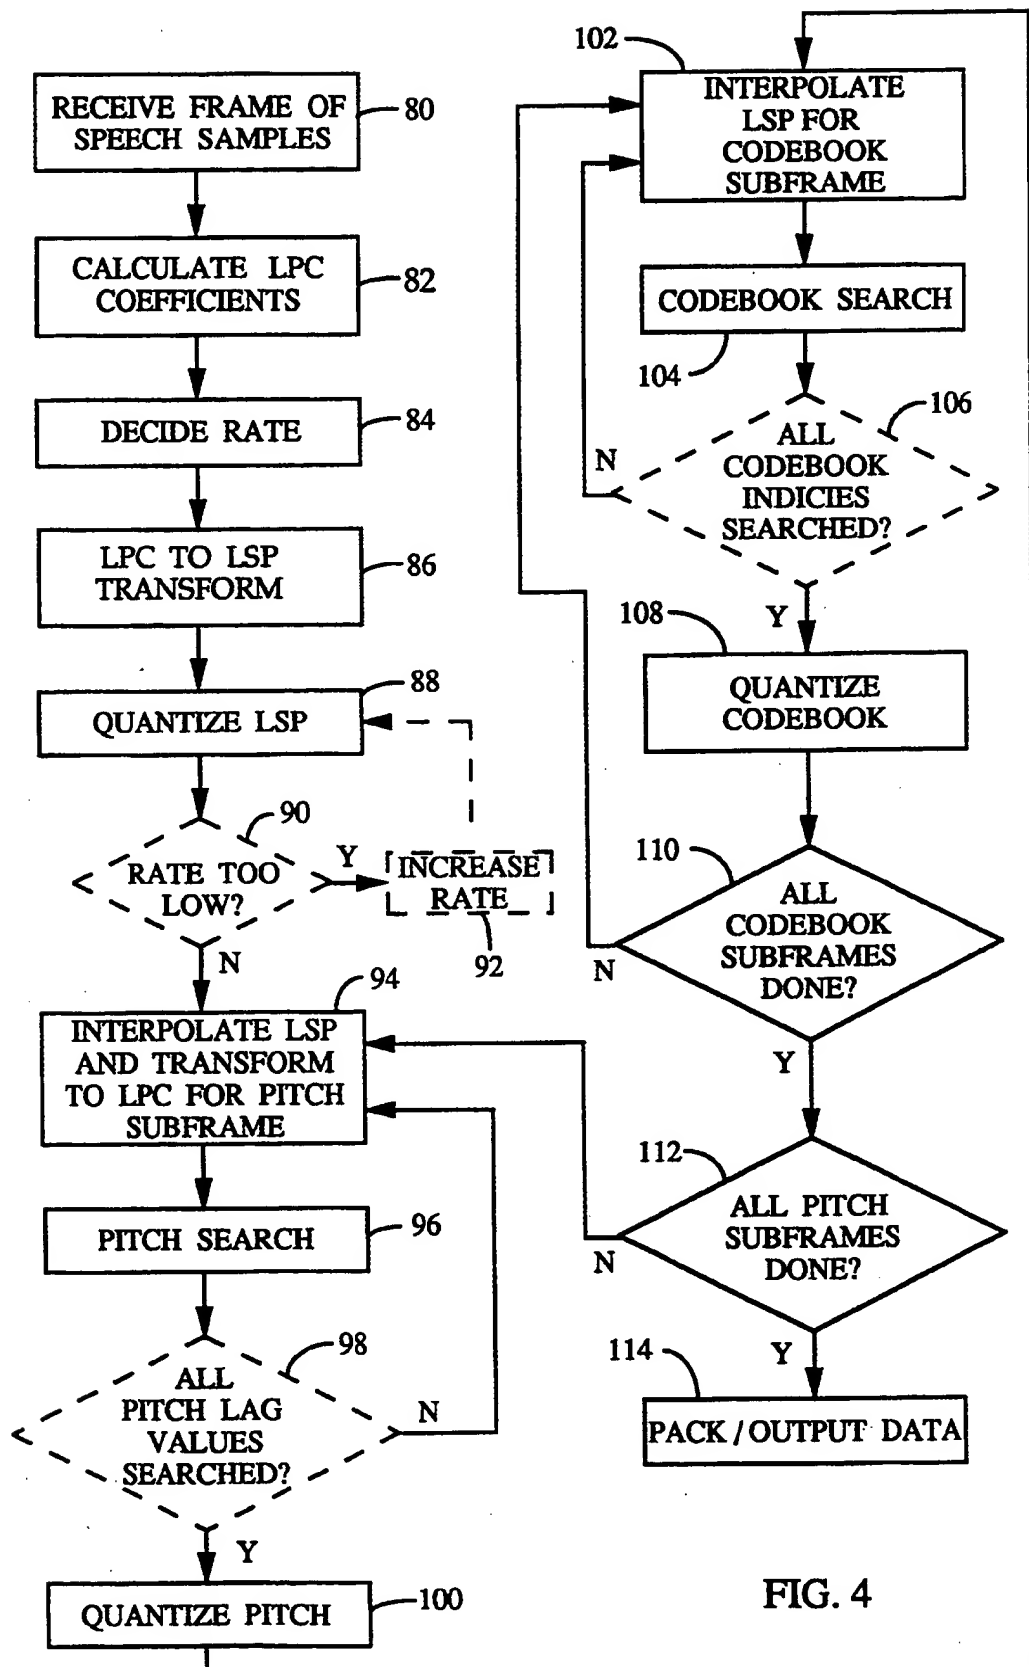 RECEIVE FRAME OF
SPEECH SAMPLES
80
CALCULATE LPC
COEFFICIENTS
82
DECIDE RATE
84
LPC TO LSP
TRANSFORM
86
88
QUANTIZE LSP
90
RATE TOO
LOW?
Y
INCREASE
RATE
92
N
94
INTERPOLATE LSP
AND TRANSFORM
TO LPC FOR PITCH
SUBFRAME
PITCH SEARCH
96
98
ALL
PITCH LAG
VALUES
SEARCHED?
N
Y
QUANTIZE PITCH
100
102
INTERPOLATE
LSP FOR
CODEBOOK
SUBFRAME
CODEBOOK SEARCH
104
106
ALL
CODEBOOK
INDICIES
SEARCHED?
N
Y
108
QUANTIZE
CODEBOOK
110
ALL
CODEBOOK
SUBFRAMES
DONE?
N
Y
112
ALL PITCH
SUBFRAMES
DONE?
N
Y
114
PACK / OUTPUT DATA
FIG. 4